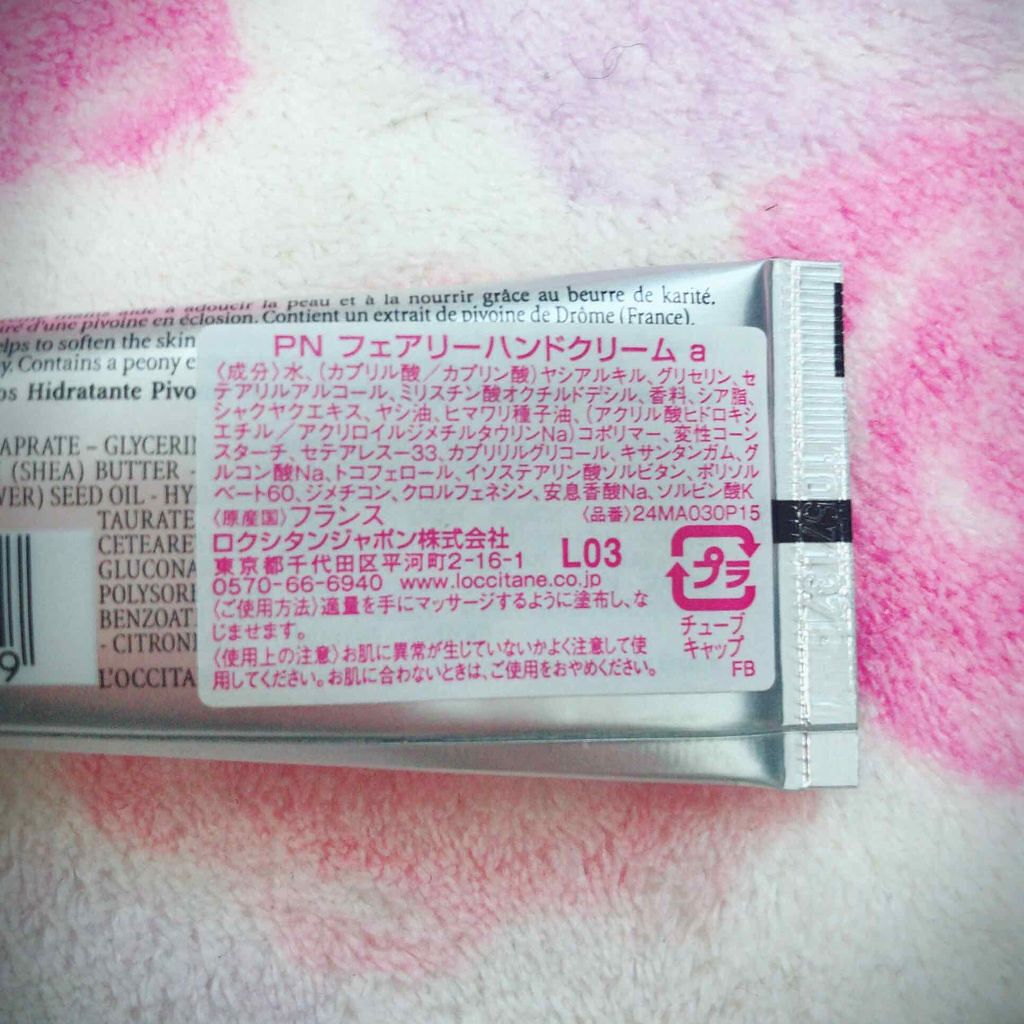 aide à adoucir la peau et à la nourrir grâce au beurre de karité.
d'une pivoine en éclosion. Contient un extrait de pivoine de Drôme (France).
elps to soften the skin
y. Contains a peony e
os Hidratante Pivo
APRATE – GLYCERIN
(SHEA) BUTTER -
WER) SEED OIL - HY
TAURATE
CETEARE
GLUCONA
POLYSOR
BENZOAT
- CITRON
L'OCCITA
9
PN フェアリーハンドクリーム a
〈成分〉水、(カプリル酸/カプリン酸)ヤシアルキル、グリセリン、セ
テアリルアルコール、ミリスチン酸オクチルドデシル、香料、シア脂、
シャクヤクエキス、ヤシ油、ヒマワリ種子油、(アクリル酸ヒドロキシ
エチル/アクリロイルジメチルタウリンNa)コポリマー、変性コーン
スターチ、セテアレス-33、カプリリルグリコール、キサンタンガム、グ
ルコン酸Na、トコフェロール、イソステアリン酸ソルビタン、ポリソル
ベート60、ジメチコン、クロルフェネシン、安息香酸Na、ソルビン酸K
〈原産国〉フランス 〈品番〉24MA030P15
ロクシタンジャポン株式会社
東京都千代田区平河町2-16-1 L03
0570-66-6940 www.loccitane.co.jp
〈ご使用方法〉適量を手にマッサージするように塗布し、な
じませます。
〈使用上の注意〉お肌に異常が生じていないかよく注意して使
用してください。お肌に合わないときは、ご使用をおやめください。
プラ
チューブ
キャップ
FB